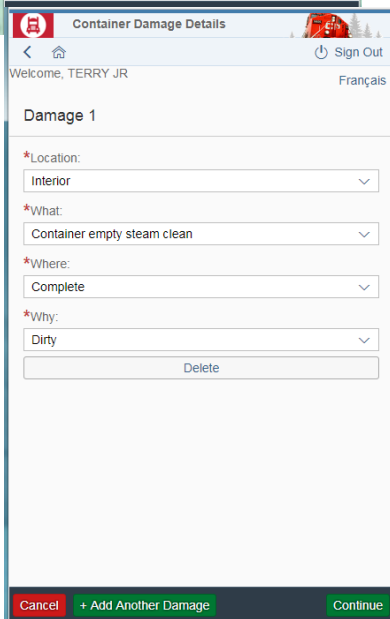 Container Damage Details
Sign Out
Welcome, TERRY JR
Français
Damage 1
*Location:
Interior
*What:
Container empty steam clean
*Where:
Complete
*Why:
Dirty
Delete
Cancel
+ Add Another Damage
Continue